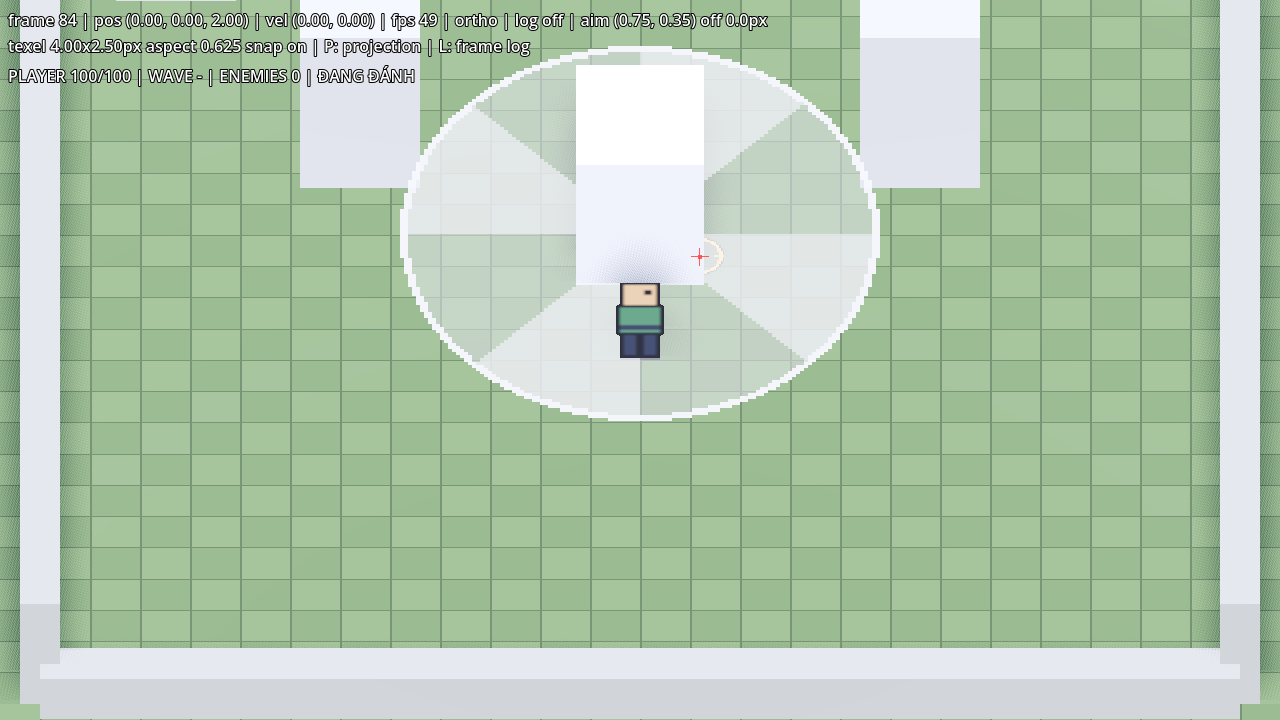 frame 84 | pos (0.00, 0.00, 2.00) | vel (0.00, 0.00) | fps 49 | ortho | log off | aim (0.75, 0.35) off 0.0px
texel 4.00x2.50px aspect 0.625 snap on | P: projection | L: frame log
PLAYER 100/100 | WAVE - | ENEMIES 0 | ĐANG ĐÁNH